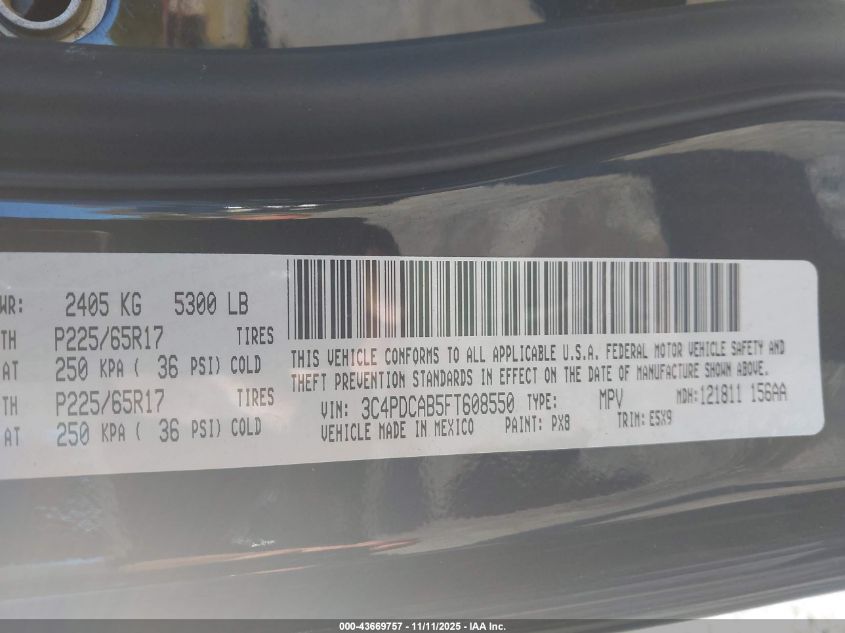 WR: 2405 KG 5300 LB
TH P225/65R17 TIRES
AT 250 KPA ( 36 PSI) COLD
TH P225/65R17 TIRES
AT 250 KPA ( 36 PSI) COLD
THIS VEHICLE CONFORMS TO ALL APPLICABLE U.S.A. FEDERAL MOTOR VEHICLE SAFETY AND
THEFT PREVENTION STANDARDS IN EFFECT ON THE DATE OF MANUFACTURE SHOWN ABOVE.
VIN: 3C4PDCAB5FT608550 TYPE: MPV MDH:121811 156AA
VEHICLE MADE IN MEXICO PAINT: PX8 TRIM: E5X9
000-43669757 - 11/11/2025 - IAA Inc.